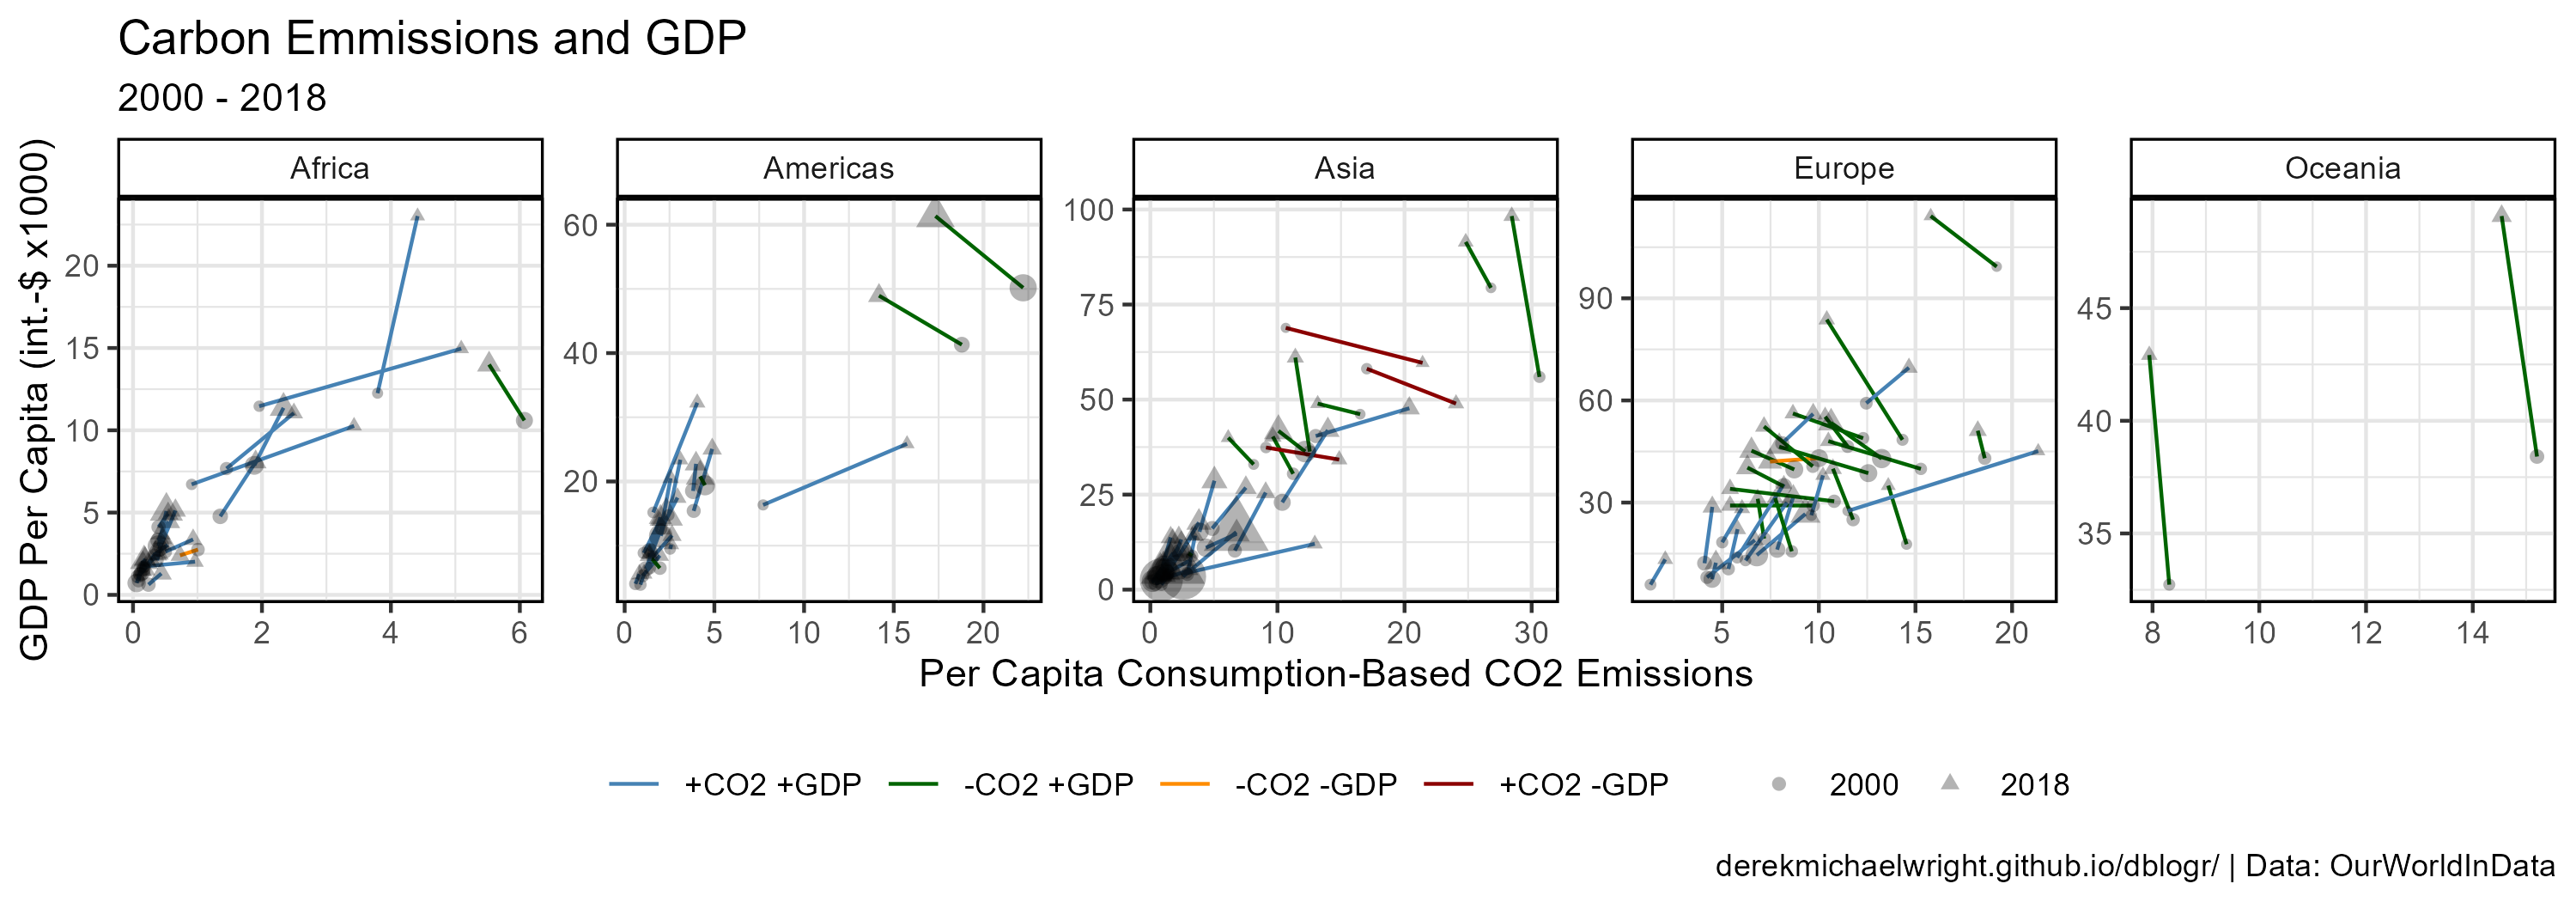 Carbon Emmissions and GDP
2000 - 2018
GDP Per Capita (int.-$ x1000)
Africa
Americas
Asia
Europe
Oceania
20
15
10
5
0
0 2 4 6
60
40
20
0 5 10 15 20
100
75
50
25
0
0 10 20 30
90
60
30
5 10 15 20
45
40
35
8 10 12 14
Per Capita Consumption-Based CO2 Emissions
+CO2 +GDP -CO2 +GDP -CO2 -GDP +CO2 -GDP 2000 2018
derekmichaelwright.github.io/dblogr/ | Data: OurWorldInData